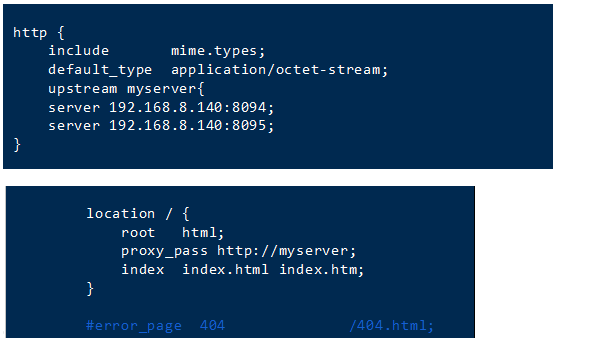 http {
    include       mime.types;
    default_type  application/octet-stream;
    upstream myserver{
    server 192.168.8.140:8094;
    server 192.168.8.140:8095;
}
location / {
    root   html;
    proxy_pass http://myserver;
    index  index.html index.htm;
}
#error_page  404              /404.html;